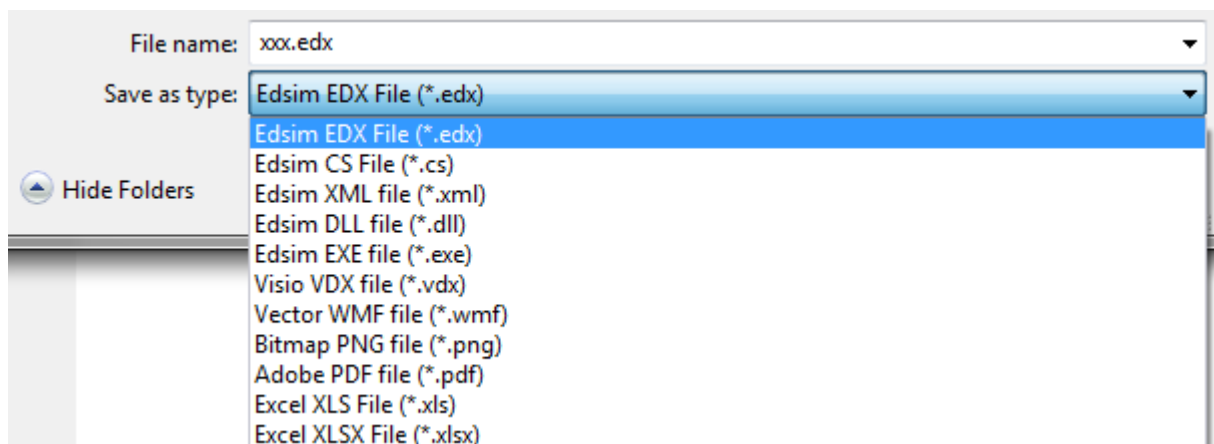 File name: xxx.edx
Save as type: Edsim EDX File (*.edx)
Edsim EDX File (*.edx)
Edsim CS File (*.cs)
Hide Folders
Edsim XML file (*.xml)
Edsim DLL file (*.dll)
Edsim EXE file (*.exe)
Visio VDX file (*.vdx)
Vector WMF file (*.wmf)
Bitmap PNG file (*.png)
Adobe PDF file (*.pdf)
Excel XLS File (*.xls)
Excel XLSX File (*.xlsx)